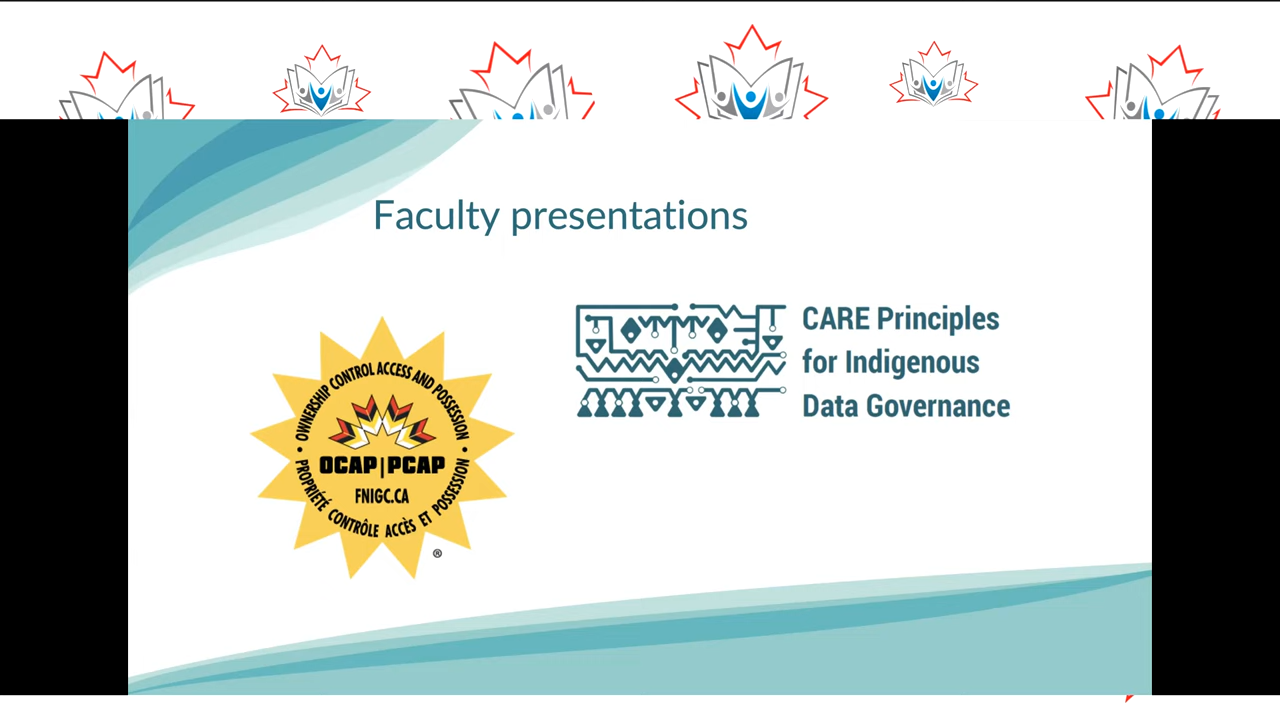 Faculty presentations
• OWNERSHIP CONTROL ACCESS AND POSSESSION •
OCAP|PCAP
FNIGC.CA
PROPRIÉTÉ CONTRÔLE ACCÈS ET POSSESSION
®
CARE Principles
for Indigenous
Data Governance